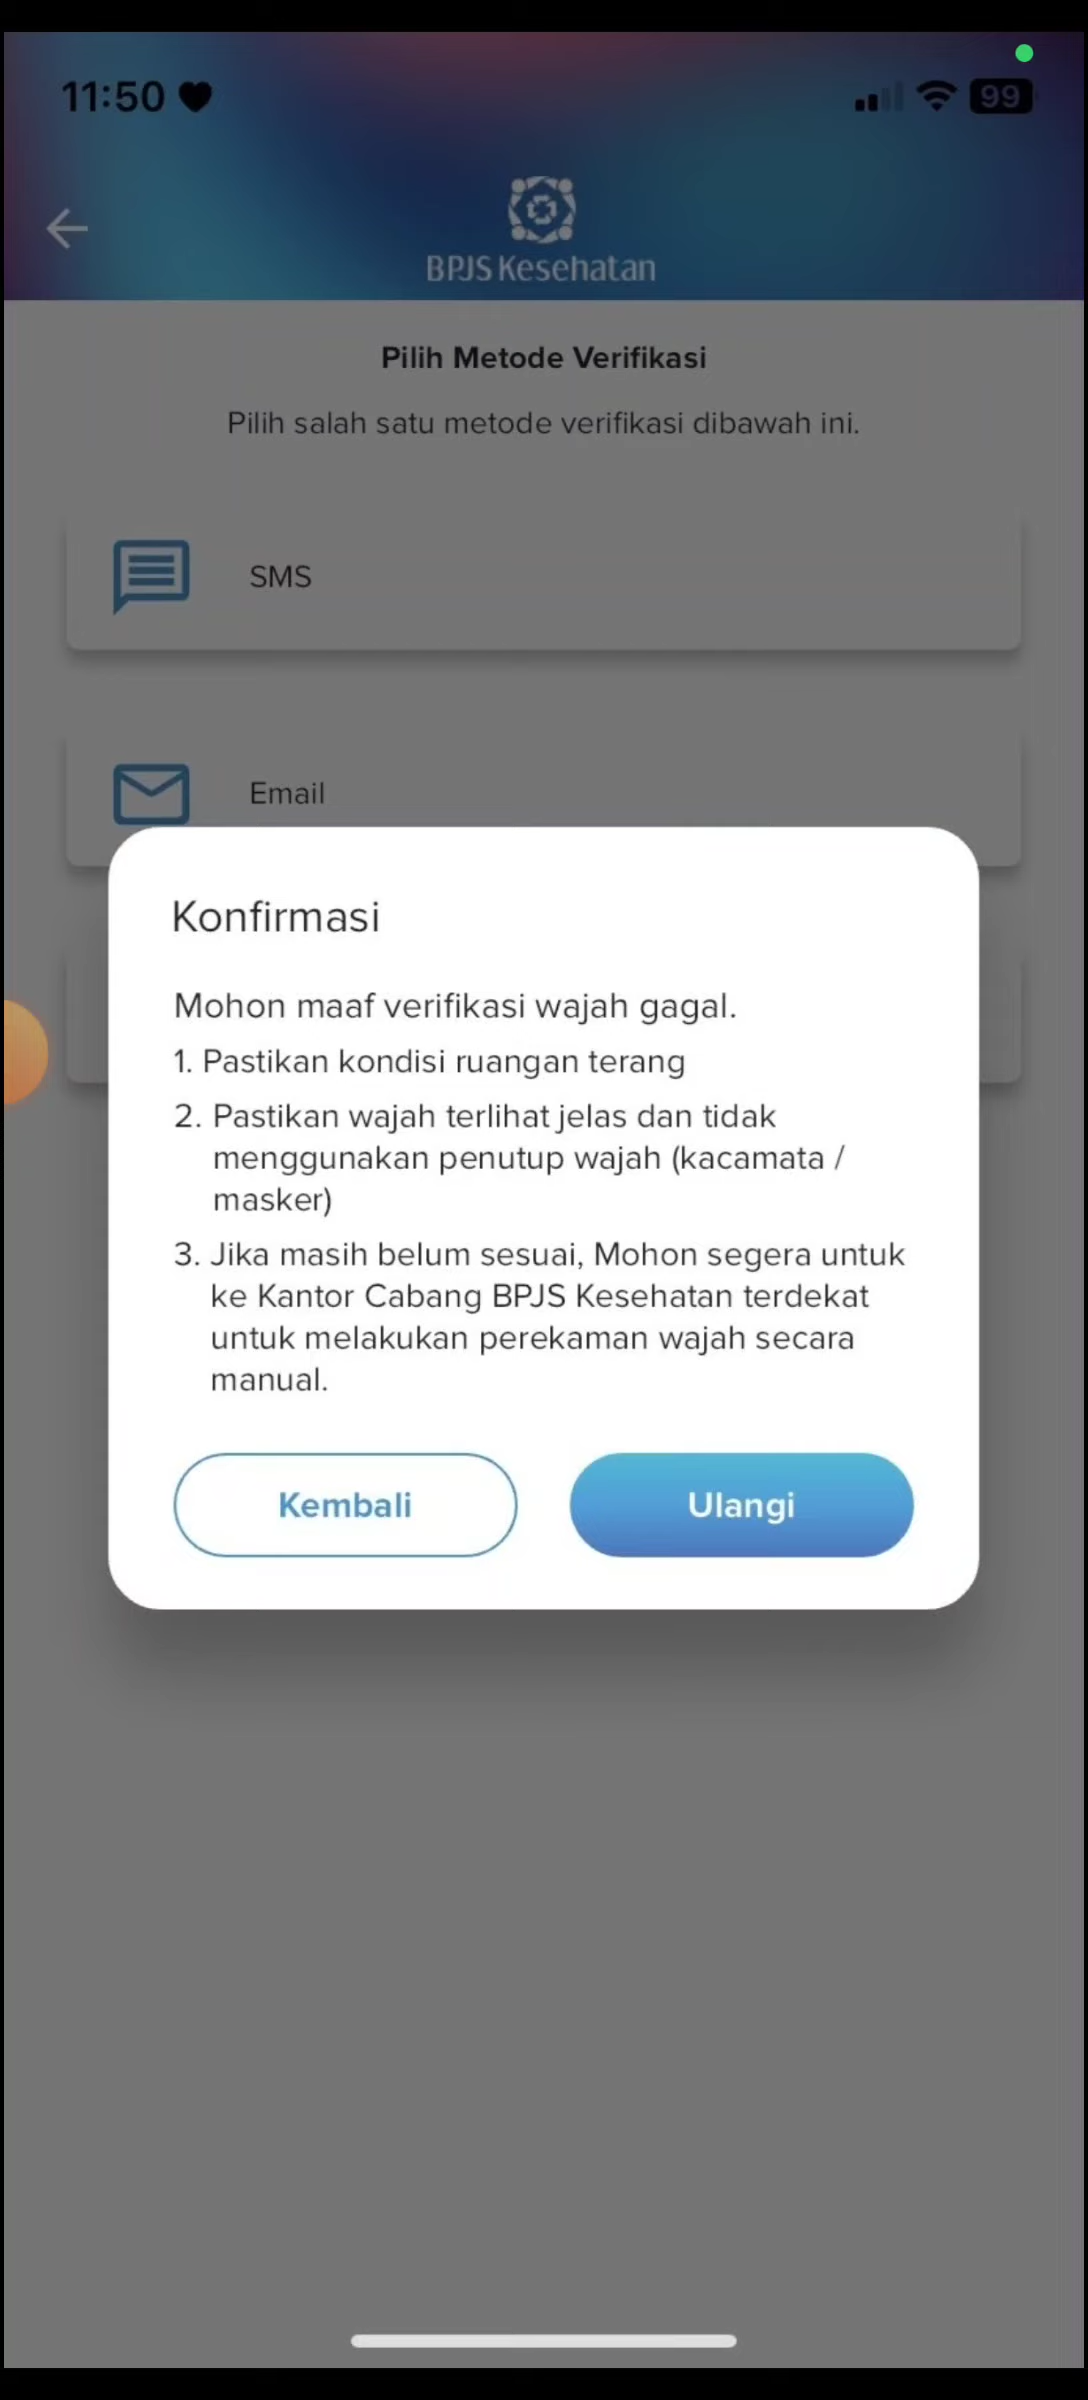 11:50
99
BPJS Kesehatan
Pilih Metode Verifikasi
Pilih salah satu metode verifikasi dibawah ini.
SMS
Email
Konfirmasi
Mohon maaf verifikasi wajah gagal.
1. Pastikan kondisi ruangan terang
2. Pastikan wajah terlihat jelas dan tidak
menggunakan penutup wajah (kacamata /
masker)
3. Jika masih belum sesuai, Mohon segera untuk
ke Kantor Cabang BPJS Kesehatan terdekat
untuk melakukan perekaman wajah secara
manual.
Kembali
Ulangi